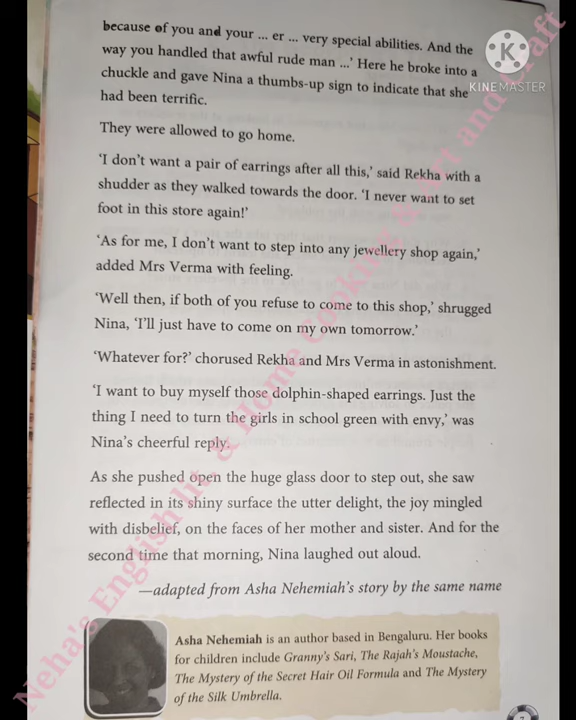 because of you and your ... er ... very special abilities. And the
way you handled that awful rude man ...' Here he broke into a
chuckle and gave Nina a thumbs-up sign to indicate that she
had been terrific.
They were allowed to go home.
'I don't want a pair of earrings after all this,' said Rekha with a
shudder as they walked towards the door. 'I never want to set
foot in this store again!'
'As for me, I don't want to step into any jewellery shop again,'
added Mrs Verma with feeling.
'Well then, if both of you refuse to come to this shop,' shrugged
Nina, 'I'll just have to come on my own tomorrow.'
'Whatever for?' chorused Rekha and Mrs Verma in astonishment.
'I want to buy myself those dolphin-shaped earrings. Just the
thing I need to turn the girls in school green with envy,' was
Nina's cheerful reply.
As she pushed open the huge glass door to step out, she saw
reflected in its shiny surface the utter delight, the joy mingled
with disbelief, on the faces of her mother and sister. And for the
second time that morning, Nina laughed out aloud.
—adapted from Asha Nehemiah's story by the same name
Asha Nehemiah is an author based in Bengaluru. Her books
for children include Granny's Sari, The Rajah's Moustache,
The Mystery of the Secret Hair Oil Formula and The Mystery
of the Silk Umbrella.
K
KINEMASTER
Neha's English lit. & Home Cooking & Art and Craft